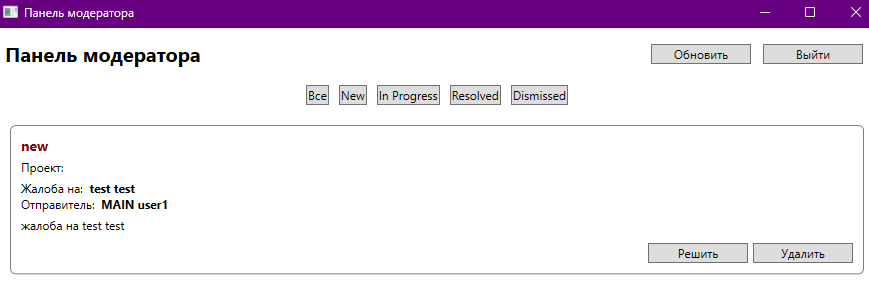 Панель модератора
Панель модератора Обновить Выйти
Все New In Progress Resolved Dismissed
new
Проект:
Жалоба на: test test
Отправитель: MAIN user1
жалоба на test test
Решить Удалить